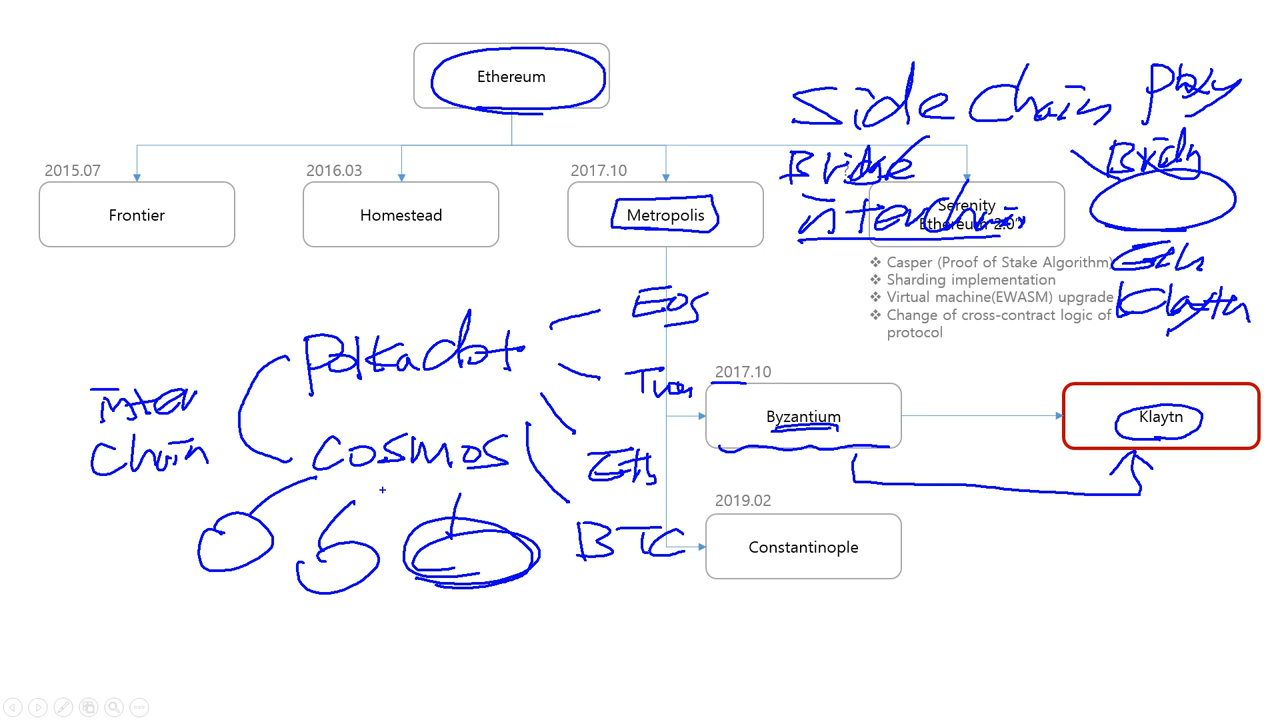 Ethereum
Side Chain
Bridge
interchain
2015.07
2016.03
2017.10
Frontier
Homestead
Metropolis
Serenity
Ethereum 2.0"
❖ Casper (Proof of Stake Algorithm)
❖ Sharding implementation
❖ Virtual machine(EWASM) upgrade
❖ Change of cross-contract logic of
protocol
Eth
Klaytn
EOS
Polkadot
Tron
inter
chain
cosmos
Eth
BTC
2017.10
Byzantium
Klaytn
2019.02
Constantinople